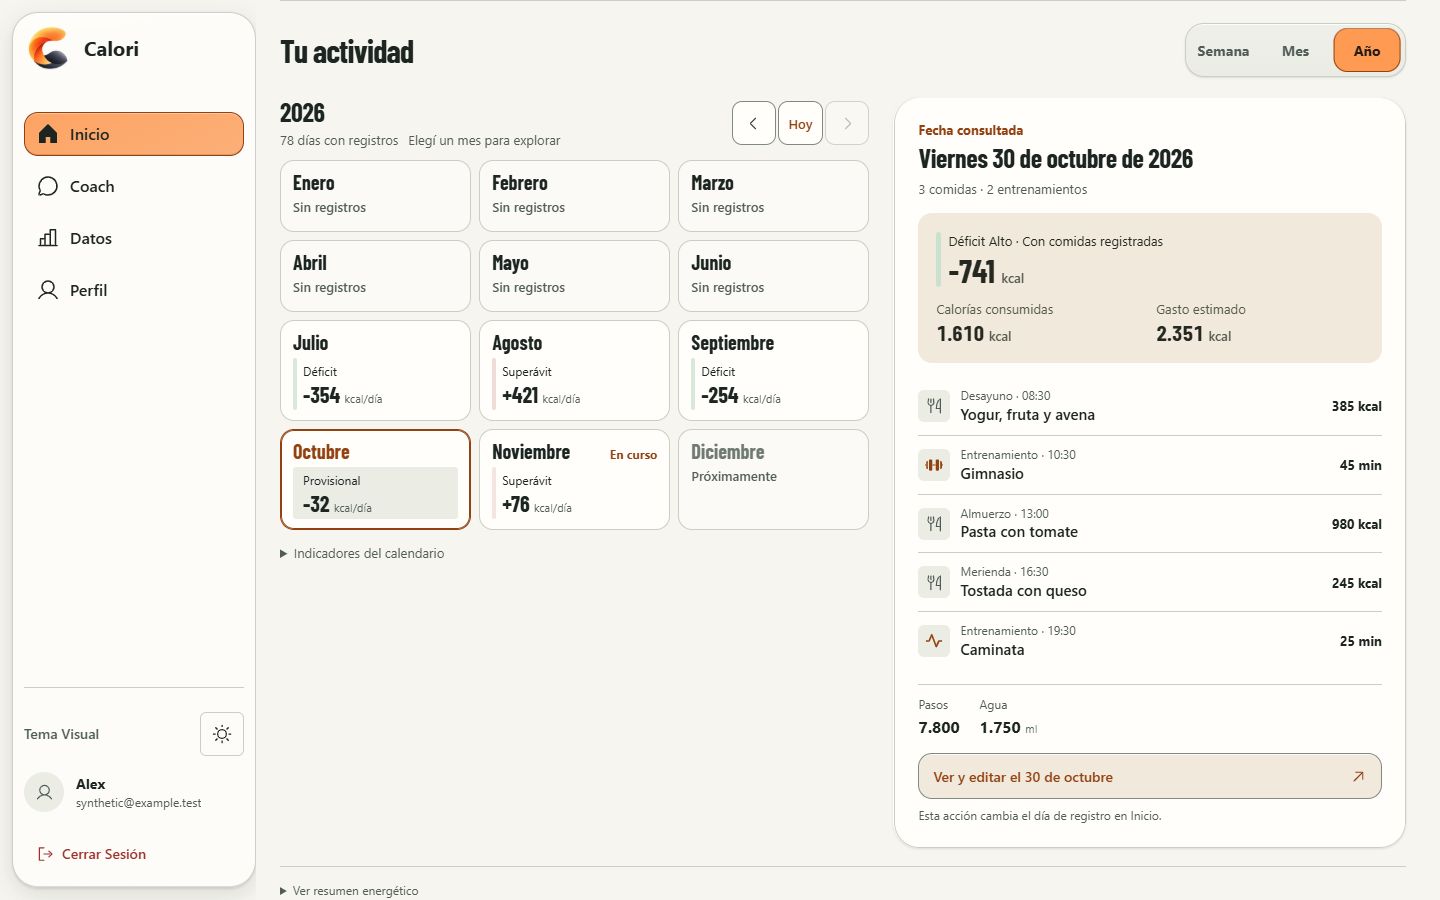 Calori
Inicio
Coach
Datos
Perfil
Tema Visual
Alex
synthetic@example.test
Cerrar Sesión
Tu actividad
Semana Mes Año
2026
78 días con registros Elegí un mes para explorar
Hoy
Enero
Sin registros
Febrero
Sin registros
Marzo
Sin registros
Abril
Sin registros
Mayo
Sin registros
Junio
Sin registros
Julio
Déficit
-354 kcal/día
Agosto
Superávit
+421 kcal/día
Septiembre
Déficit
-254 kcal/día
Octubre
Provisional
-32 kcal/día
Noviembre En curso
Superávit
+76 kcal/día
Diciembre
Próximamente
Indicadores del calendario
Fecha consultada
Viernes 30 de octubre de 2026
3 comidas · 2 entrenamientos
Déficit Alto · Con comidas registradas
-741 kcal
Calorías consumidas
1.610 kcal
Gasto estimado
2.351 kcal
Desayuno · 08:30
Yogur, fruta y avena
385 kcal
Entrenamiento · 10:30
Gimnasio
45 min
Almuerzo · 13:00
Pasta con tomate
980 kcal
Merienda · 16:30
Tostada con queso
245 kcal
Entrenamiento · 19:30
Caminata
25 min
Pasos
7.800
Agua
1.750 ml
Ver y editar el 30 de octubre
Esta acción cambia el día de registro en Inicio.
Ver resumen energético